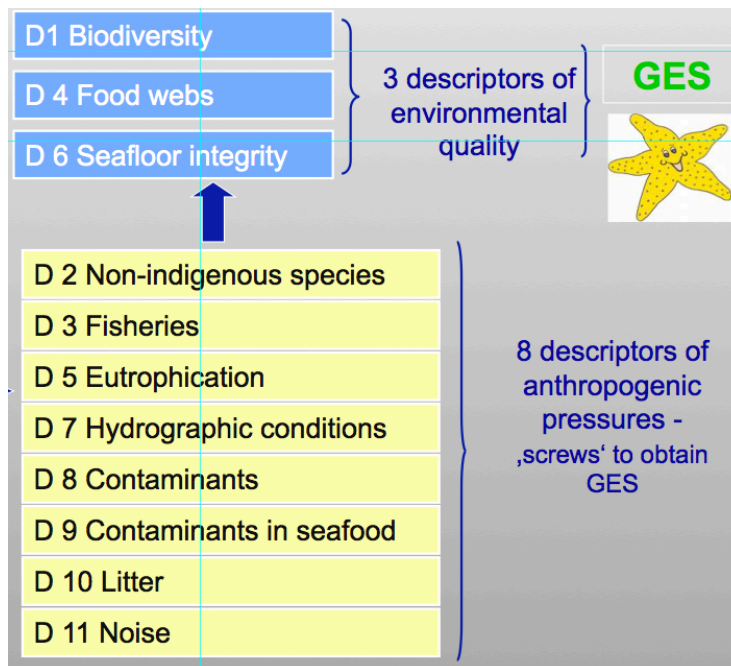 D1 Biodiversity
D 4 Food webs
D 6 Seafloor integrity
3 descriptors of
environmental
quality
GES
D 2 Non-indigenous species
D 3 Fisheries
D 5 Eutrophication
D 7 Hydrographic conditions
D 8 Contaminants
D 9 Contaminants in seafood
D 10 Litter
D 11 Noise
8 descriptors of
anthropogenic
pressures -
‚screws‘ to obtain
GES